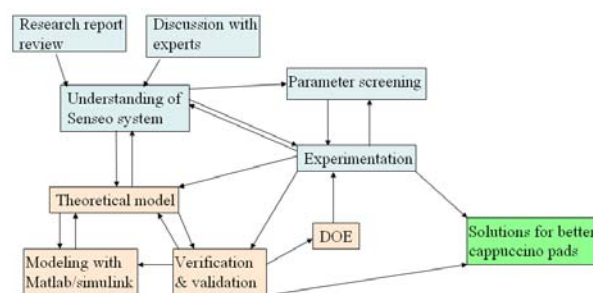 Research report
review
Discussion with
experts
Parameter screening
Understanding of
Senseo system
Experimentation
Theoretical model
DOE
Solutions for better
cappuccino pads
Modeling with
Matlab/simulink
Verification
& validation